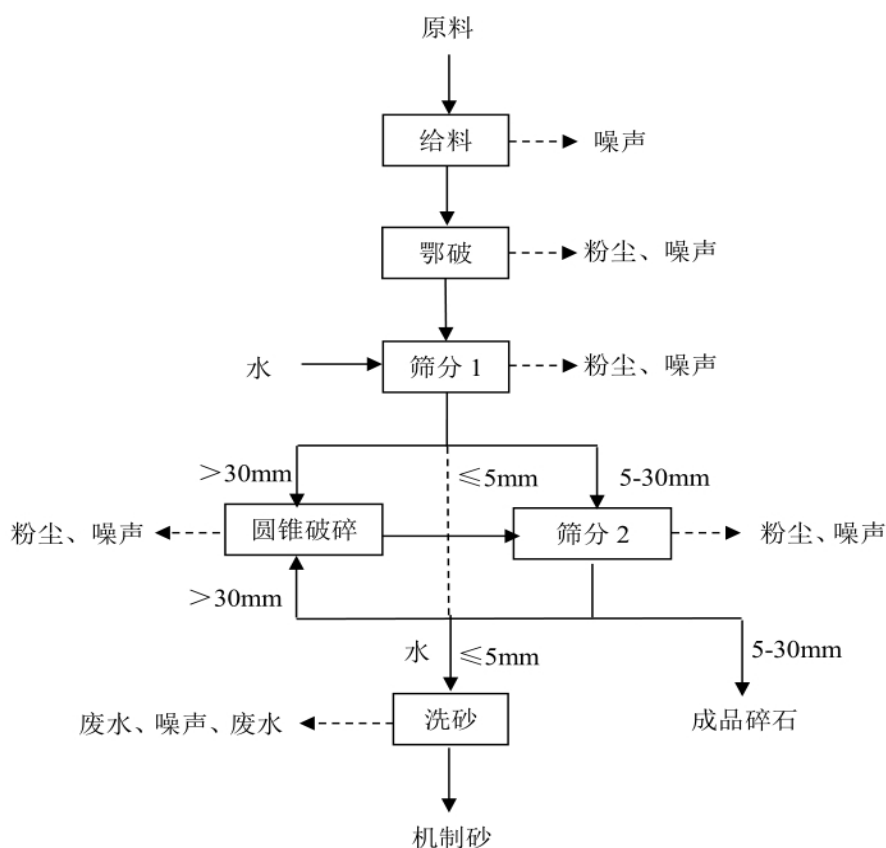 原料
给料
噪声
鄂破
粉尘、噪声
水
筛分 1
粉尘、噪声
＞30mm
≤5mm
5-30mm
粉尘、噪声
圆锥破碎
筛分 2
粉尘、噪声
＞30mm
水
≤5mm
5-30mm
废水、噪声、废水
洗砂
成品碎石
机制砂